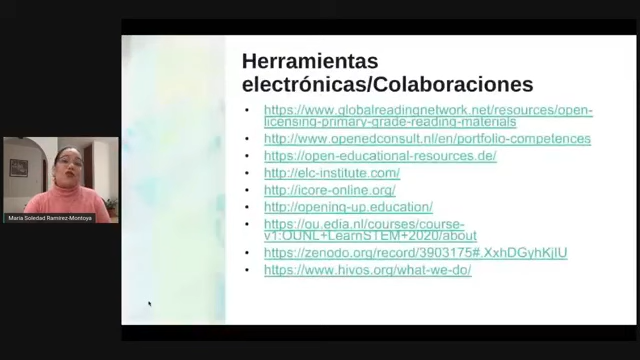 Herramientas
electrónicas/Colaboraciones
• https://www.globalreadingnetwork.net/resources/open-
licensing-primary-grade-reading-materials
• http://www.openedconsult.nl/en/portfolio-competences
• https://open-educational-resources.de/
• http://elc-institute.com/
• http://icore-online.org/
• http://opening-up.education/
• https://ou.edia.nl/courses/course-
v1:OUNL+LearnSTEM+2020/about
• https://zenodo.org/record/3903175#.XxhDGyhKjIU
• https://www.hivos.org/what-we-do/
María Soledad Ramírez-Montoya